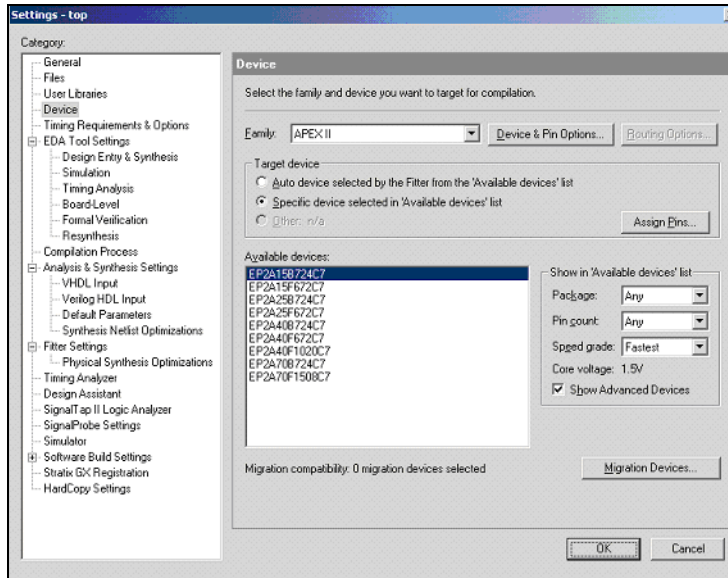 Settings - top
Category:
General
Files
User Libraries
Device
Timing Requirements & Options
EDA Tool Settings
Design Entry & Synthesis
Simulation
Timing Analysis
Board-Level
Formal Verification
Resynthesis
Compilation Process
Analysis & Synthesis Settings
VHDL Input
Verilog HDL Input
Default Parameters
Synthesis Netlist Optimizations
Fitter Settings
Physical Synthesis Optimizations
Timing Analyzer
Design Assistant
SignalTap II Logic Analyzer
SignalProbe Settings
Simulator
Software Build Settings
Stratix GX Registration
HardCopy Settings
Device
Select the family and device you want to target for compilation.
Family: APEX II Device & Pin Options... Routing Options...
Target device
Auto device selected by the Fitter from the 'Available devices' list
Specific device selected in 'Available devices' list
Other: n/a
Assign Pins...
Available devices:
EP2A15B724C7
EP2A15F672C7
EP2A25B724C7
EP2A25F672C7
EP2A40B724C7
EP2A40F672C7
EP2A40F1020C7
EP2A70B724C7
EP2A70F1508C7
Show in 'Available devices' list
Package: Any
Pin count: Any
Speed grade: Fastest
Core voltage: 1.5V
Show Advanced Devices
Migration compatibility: 0 migration devices selected
Migration Devices...
OK Cancel